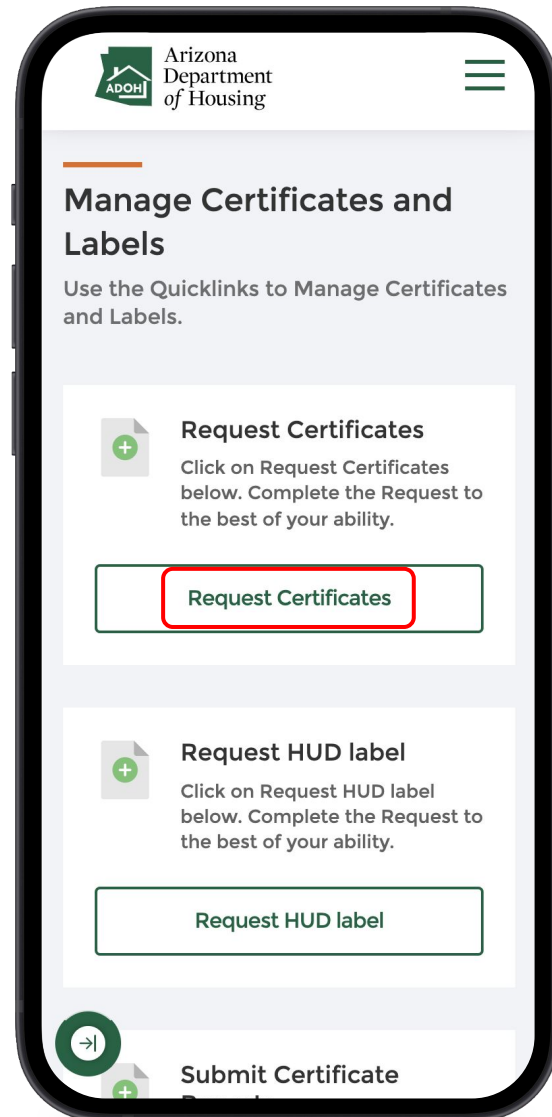 Arizona
Department
of Housing
ADOH
Manage Certificates and
Labels
Use the Quicklinks to Manage Certificates
and Labels.
Request Certificates
Click on Request Certificates
below. Complete the Request to
the best of your ability.
Request Certificates
Request HUD label
Click on Request HUD label
below. Complete the Request to
the best of your ability.
Request HUD label
Submit Certificate